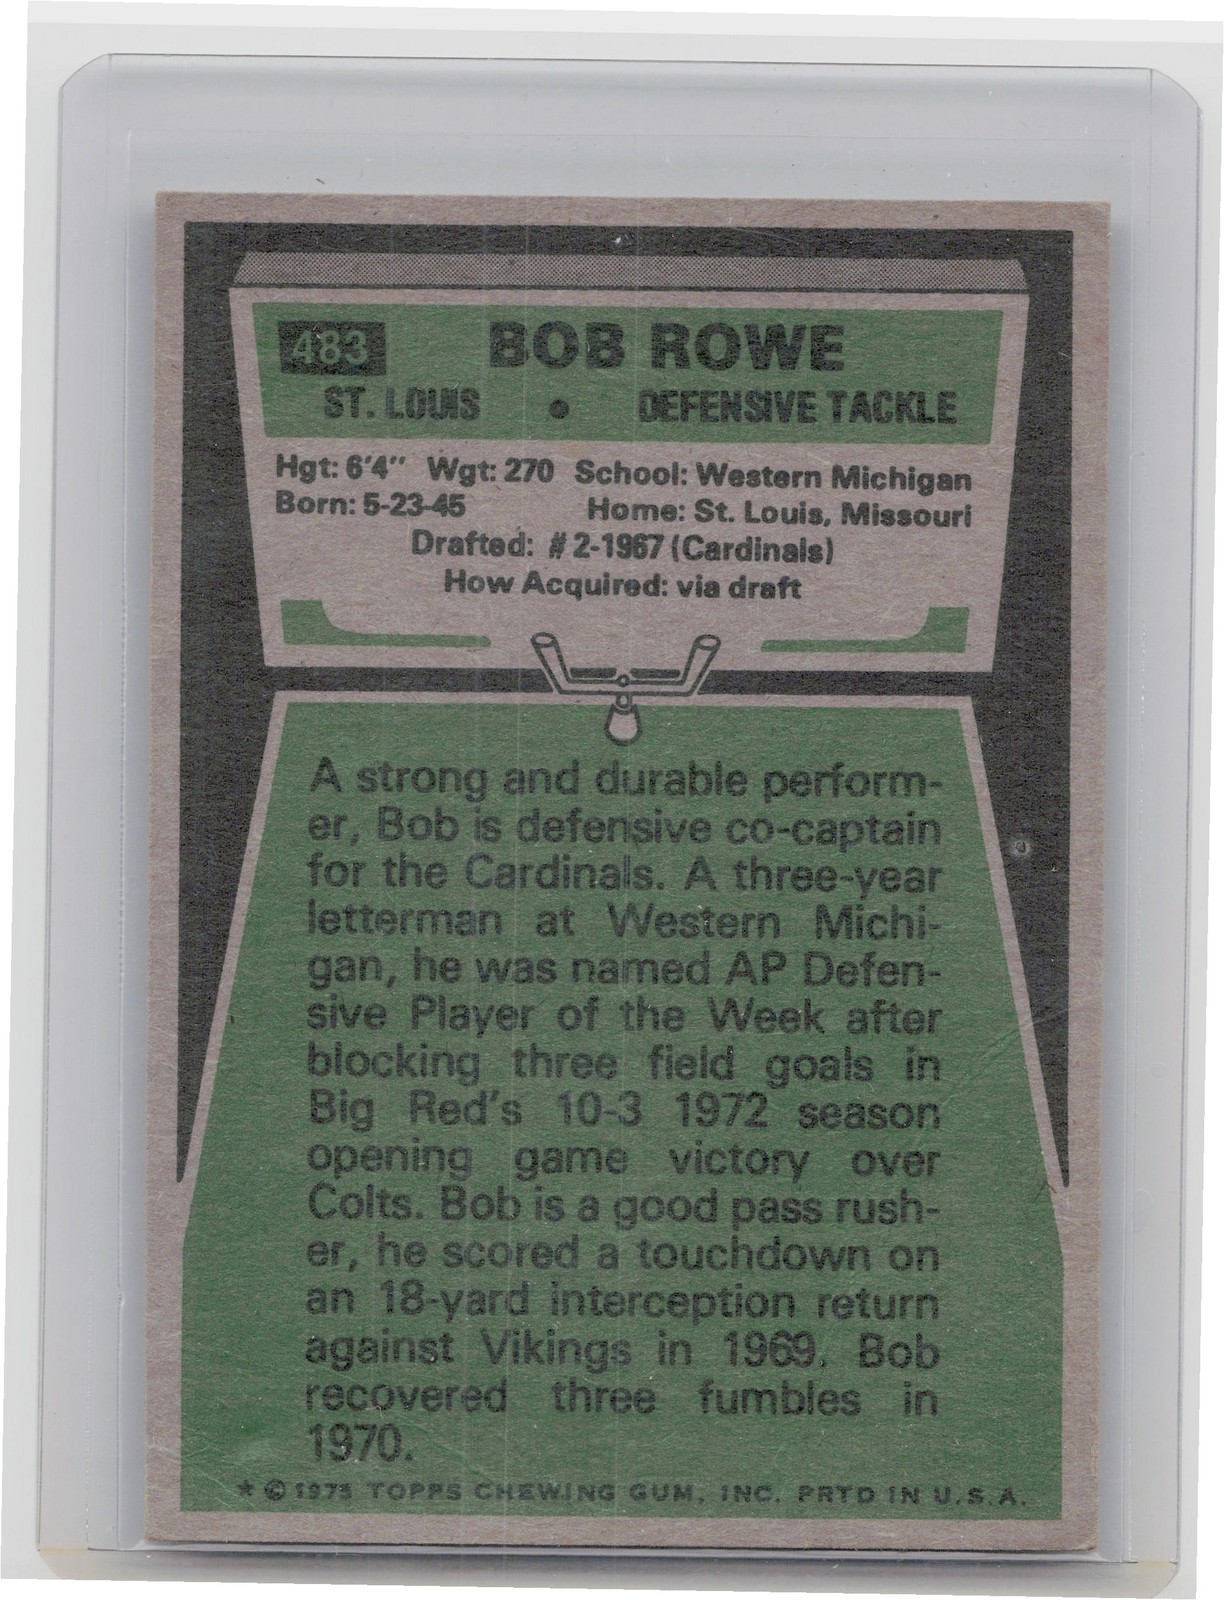 483 BOB ROWE
ST. LOUIS • DEFENSIVE TACKLE
Hgt: 6'4" Wgt: 270 School: Western Michigan
Born: 5-23-45 Home: St. Louis, Missouri
Drafted: #2-1967 (Cardinals)
How Acquired: via draft
A strong and durable perform-
er, Bob is defensive co-captain
for the Cardinals. A three-year
letterman at Western Michi-
gan, he was named AP Defen-
sive Player of the Week after
blocking three field goals in
Big Red's 10-3 1972 season
opening game victory over
Colts. Bob is a good pass rush-
er, he scored a touchdown on
an 18-yard interception return
against Vikings in 1969. Bob
recovered three fumbles in
1970.
* © 1975 TOPPS CHEWING GUM, INC. PRTD IN U.S.A.